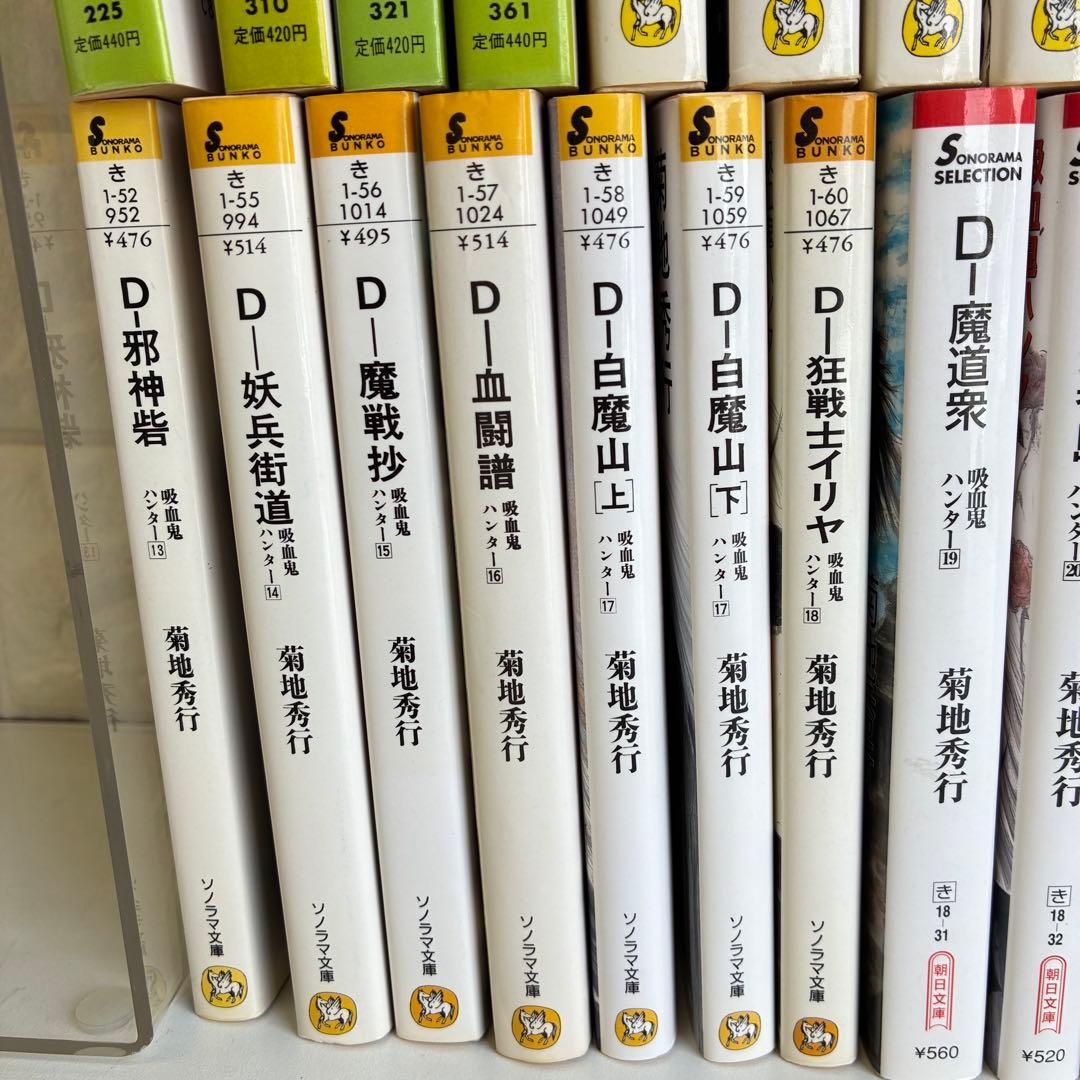 225
定価440円
310
定価420円
321
定価420円
361
定価440円
SONORAMA
BUNKO
き
1-52
952
¥476
D-邪神砦
吸血鬼
ハンター13
菊地秀行
ソノラマ文庫
SONORAMA
BUNKO
き
1-55
994
¥514
D—妖兵街道
吸血鬼
ハンター14
菊地秀行
ソノラマ文庫
SONORAMA
BUNKO
き
1-56
1014
¥495
D—魔戦抄
吸血鬼
ハンター15
菊地秀行
ソノラマ文庫
SONORAMA
BUNKO
き
1-57
1024
¥514
D—血闘譜
吸血鬼
ハンター16
菊地秀行
ソノラマ文庫
SONORAMA
BUNKO
き
1-58
1049
¥476
D—白魔山[上]
吸血鬼
ハンター17
菊地秀行
ソノラマ文庫
SONORAMA
BUNKO
き
1-59
1059
¥476
D—白魔山[下]
吸血鬼
ハンター17
菊地秀行
ソノラマ文庫
SONORAMA
BUNKO
き
1-60
1067
¥476
D—狂戦士イリヤ
吸血鬼
ハンター18
菊地秀行
ソノラマ文庫
SONORAMA
SELECTION
D—魔道衆
吸血鬼
ハンター19
菊地秀行
き
18-31
朝日文庫
¥560
ハンター20
菊地秀行
き
18-32
朝日文庫
¥520